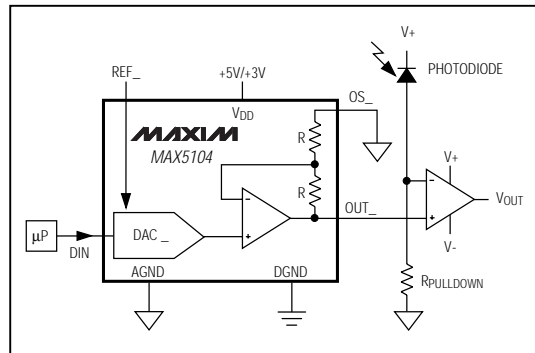 V+
REF_
+5V/+3V
PHOTODIODE
VDD
OS_
MAXIM
MAX5104
R
R
V+
-
-
+
+
VOUT
OUT_
DAC _
µP
DIN
V-
AGND
DGND
RPULLDOWN